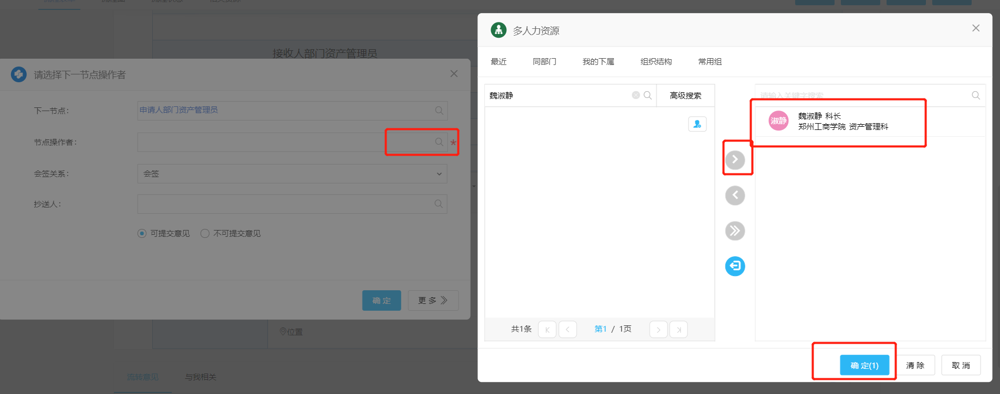 接收人部门资产管理员
请选择下一节点操作者
下一节点：
申请人部门资产管理员
节点操作者：
*
会签关系：
会签
抄送人：
可提交意见
不可提交意见
确 定
更 多
位置
流转意见
与我相关
多人力资源
最近
同部门
我的下属
组织结构
常用组
魏淑静
高级搜索
共1条
第1 / 1页
请输入关键字搜索
淑静
魏淑静 科长
郑州工商学院 资产管理科
确 定(1)
清 除
取 消